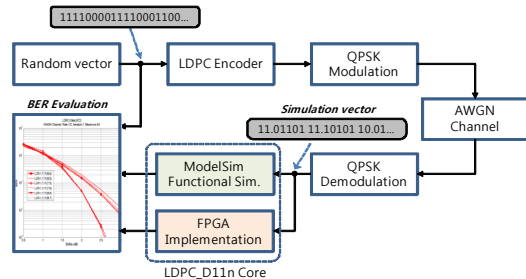 1111000011110001100...
Random vector
LDPC Encoder
QPSK
Modulation
BER Evaluation
Simulation vector
AWGN
Channel
11.01101 11.10101 10.01...
ModelSim
Functional Sim.
QPSK
Demodulation
FPGA
Implementation
LDPC_D11n Core